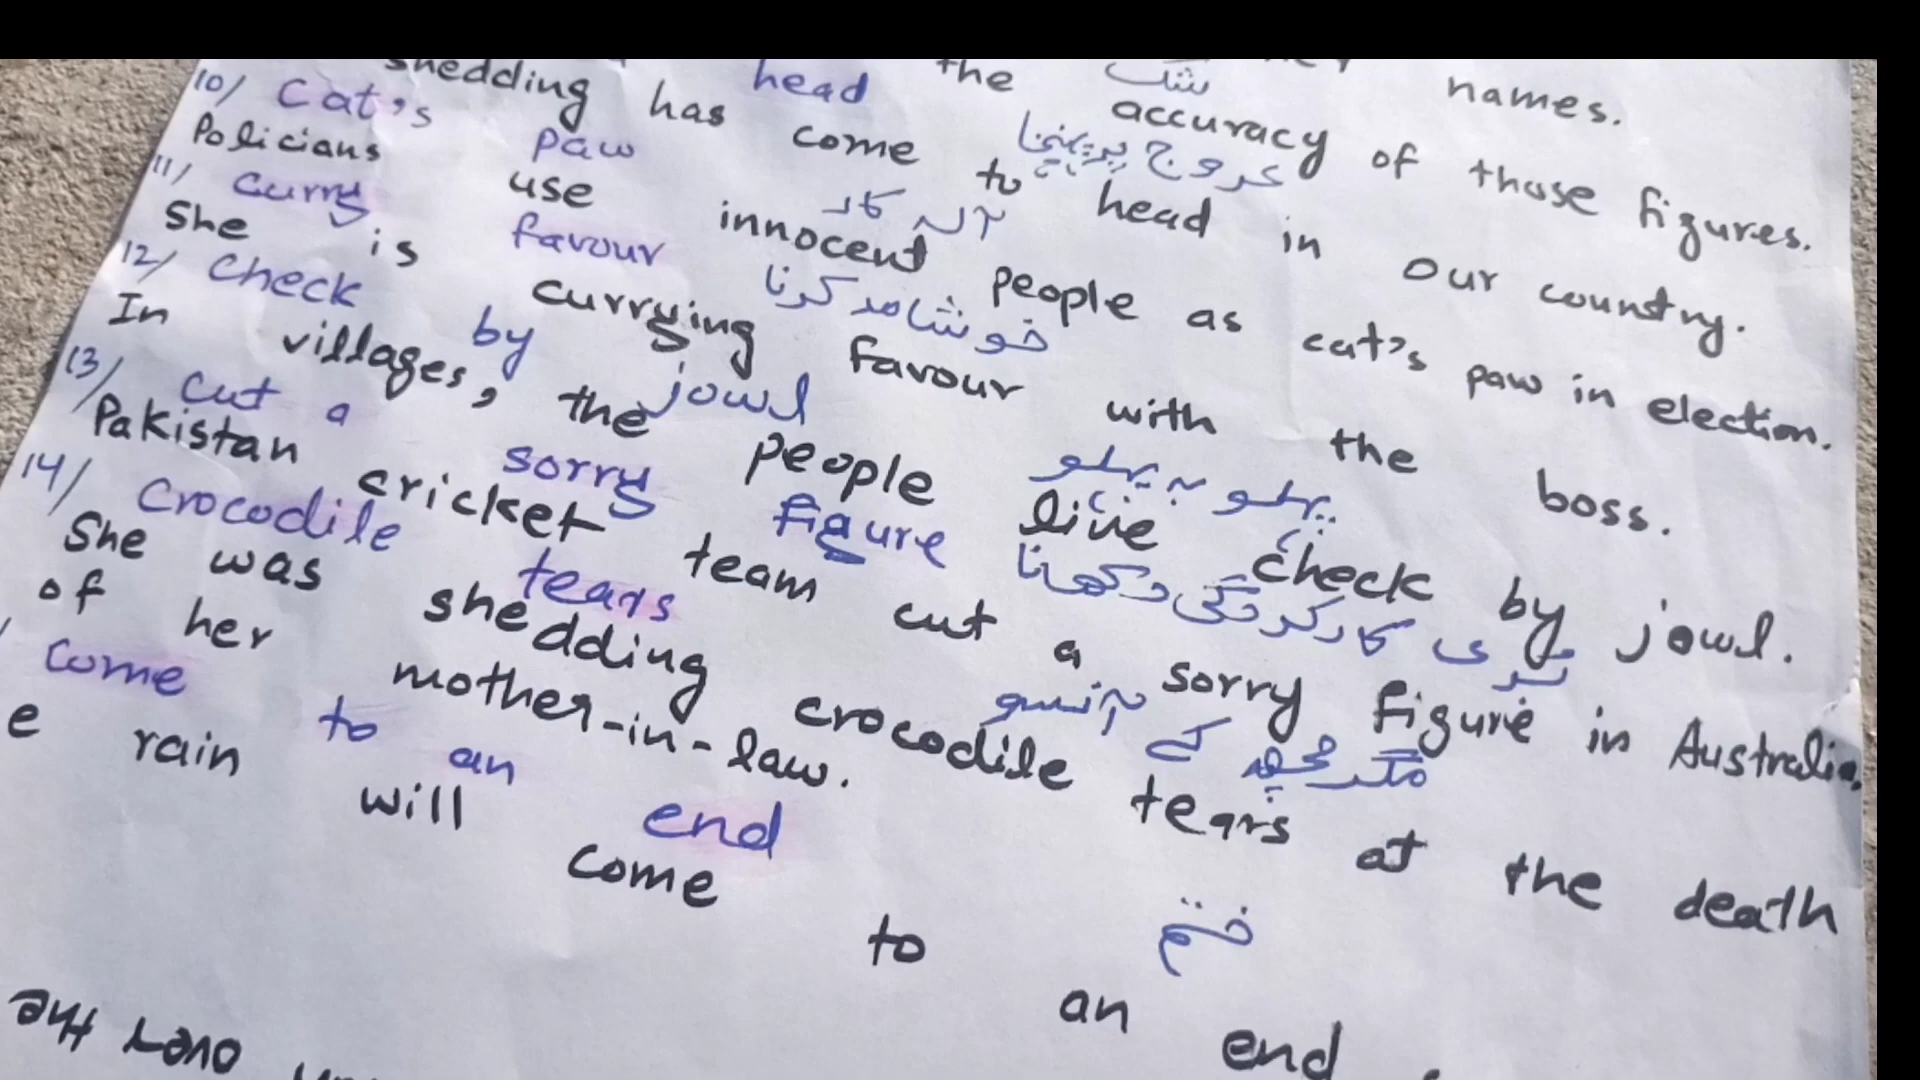 names.
the accuracy of those figures.
head عروج پر پہنچنا
shedding has come to head in our country.
10/ Cat's paw آلہ کار
Policians use innocent people as cat's paw in election.
11/ Curry favour خوشامد کرنا
She is currying favour with the boss.
12/ Check by jowl پہلو بہ پہلو
In villages, the people live check by jowl.
13/ Cut a sorry figure بری کارکردگی دکھانا
Pakistan cricket team cut a sorry figure in Australia.
14/ Crocodile tears مگرمچھ کے آنسو
She was shedding crocodile tears at the death
of her mother-in-law.
Come to an end ختم
e rain will come to an end.
over the